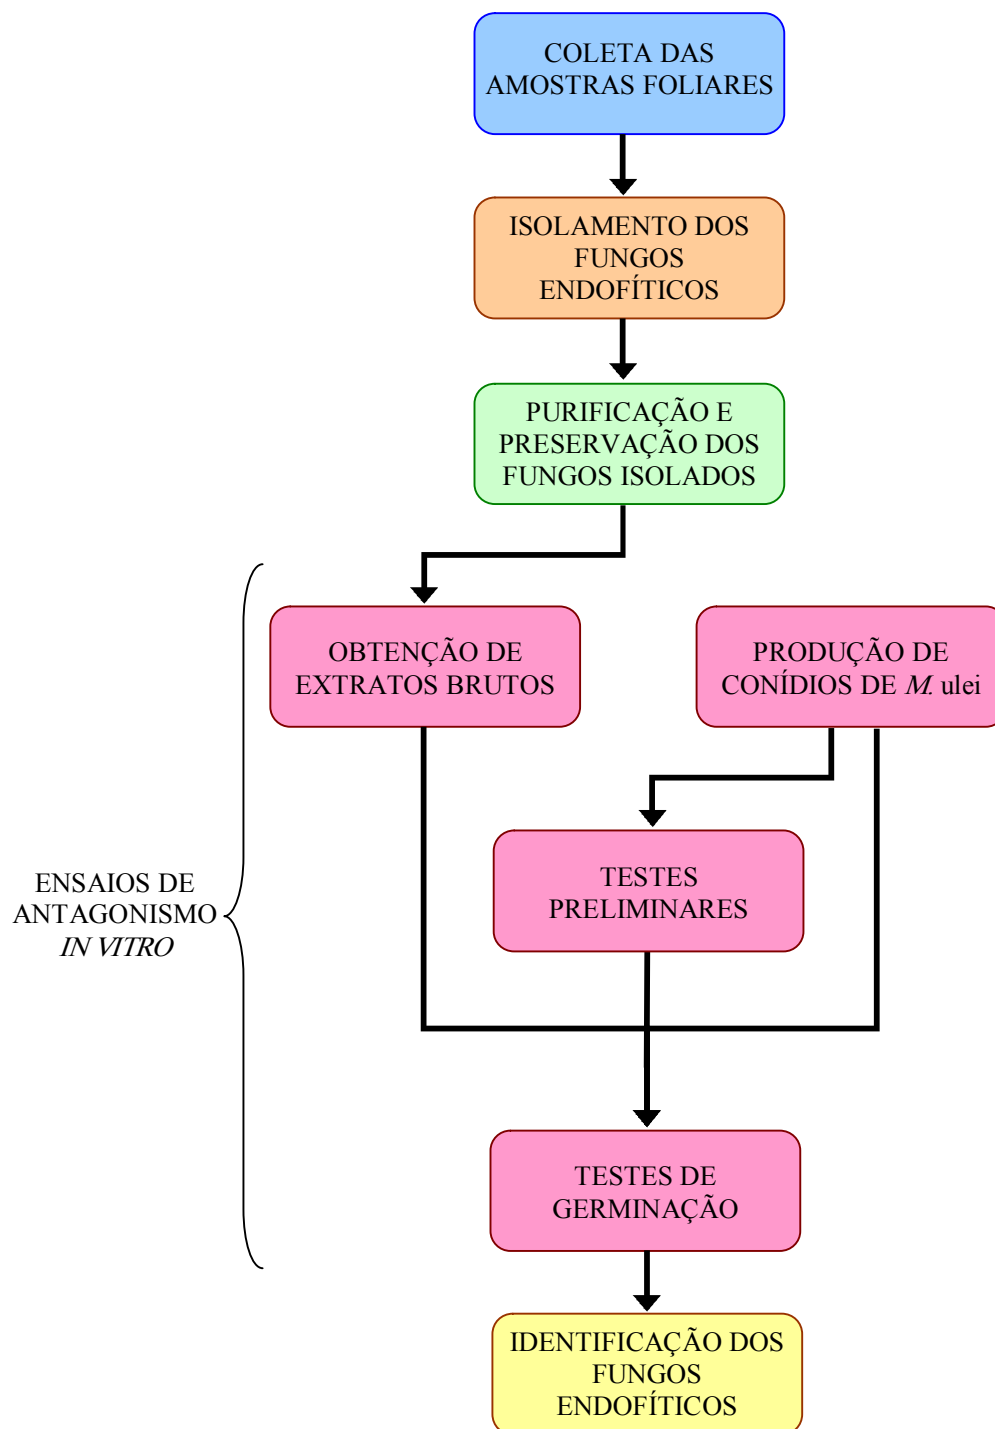 COLETA DAS
AMOSTRAS FOLIARES
ISOLAMENTO DOS
FUNGOS
ENDOFÍTICOS
PURIFICAÇÃO E
PRESERVAÇÃO DOS
FUNGOS ISOLADOS
OBTENÇÃO DE
EXTRATOS BRUTOS
PRODUÇÃO DE
CONÍDIOS DE M. ulei
TESTES
PRELIMINARES
ENSAIOS DE
ANTAGONISMO
IN VITRO
TESTES DE
GERMINAÇÃO
IDENTIFICAÇÃO DOS
FUNGOS
ENDOFÍTICOS